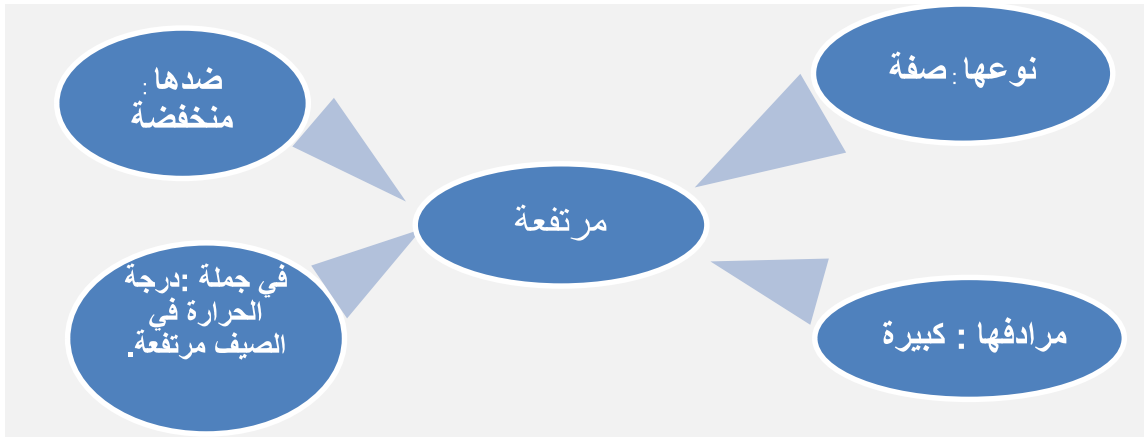 نوعها : صفة
ضدها :
منخفضة
مرتفعة
في جملة :درجة
الحرارة في
الصيف مرتفعة.
مرادفها : كبيرة